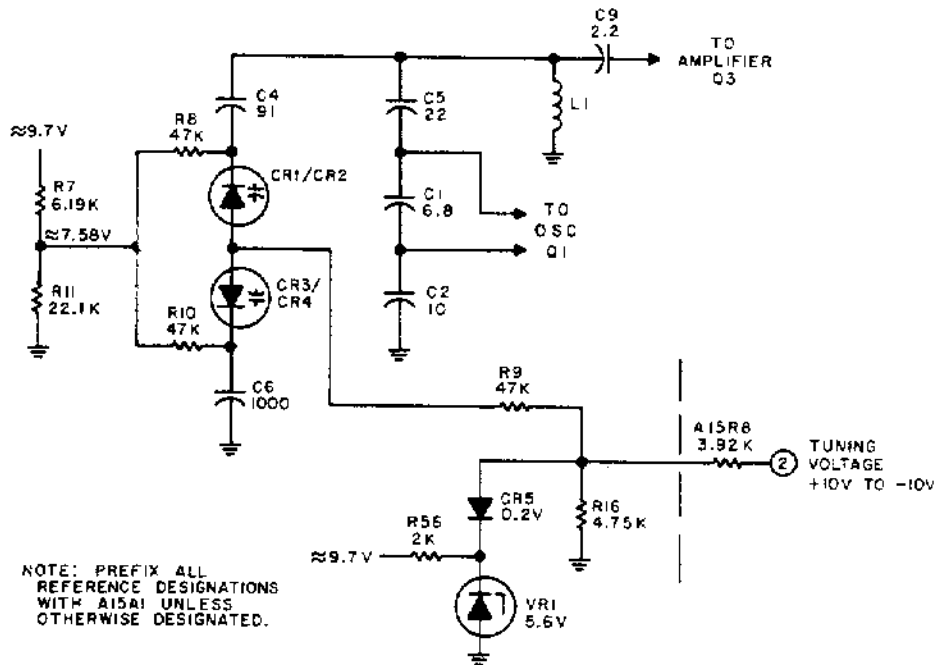 C9
2.2
TO
AMPLIFIER
Q3
C4
91
C5
22
L1
R8
47K
≈9.7V
CR1/CR2
R7
6.19K
C1
6.8
TO
OSC
Q1
≈7.58V
CR3/
CR4
R11
22.1K
C2
10
R10
47K
R9
47K
C6
1000
A15R8
3.92K
2
TUNING
VOLTAGE
+10V TO -10V
CR5
0.2V
R16
4.75K
R56
2K
≈9.7V
VR1
5.6V
NOTE: PREFIX ALL
REFERENCE DESIGNATIONS
WITH A15A1 UNLESS
OTHERWISE DESIGNATED.